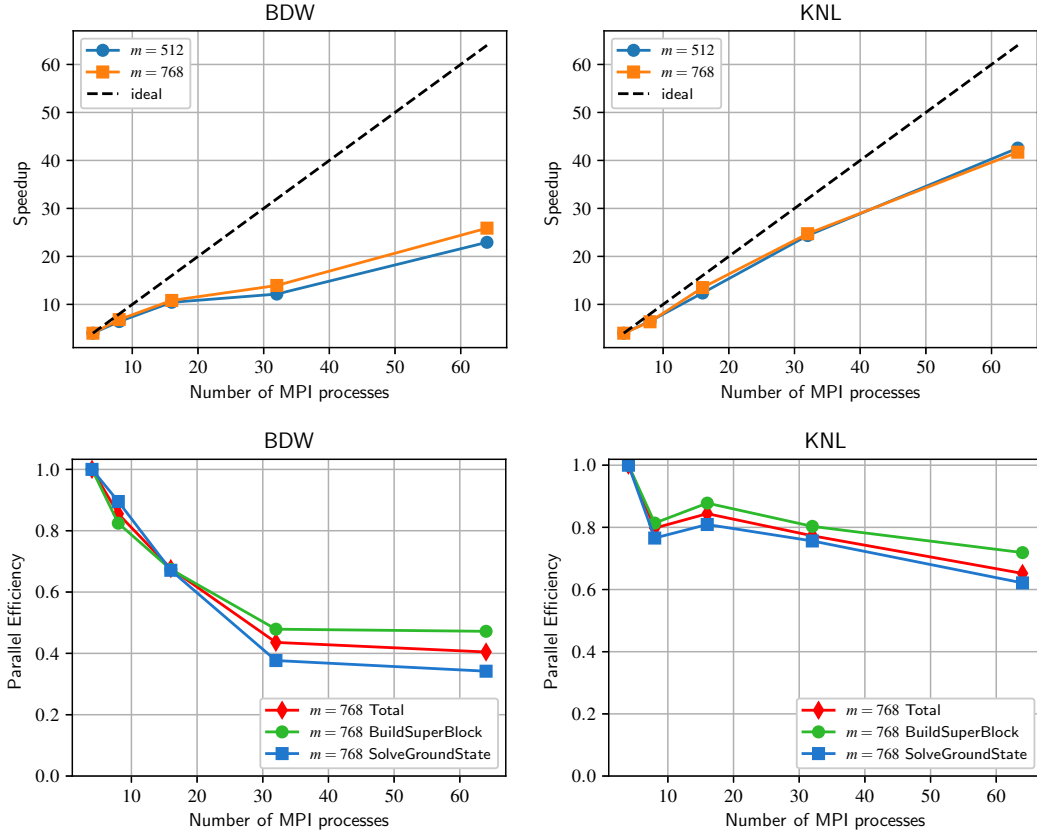 BDW
m = 512
m = 768
ideal
60
50
40
30
20
10
Speedup
10 20 30 40 50 60
Number of MPI processes
KNL
m = 512
m = 768
ideal
60
50
40
30
20
10
Speedup
10 20 30 40 50 60
Number of MPI processes
BDW
1.0
0.8
0.6
0.4
0.2
0.0
Parallel Efficiency
m = 768 Total
m = 768 BuildSuperBlock
m = 768 SolveGroundState
10 20 30 40 50 60
Number of MPI processes
KNL
1.0
0.8
0.6
0.4
0.2
0.0
Parallel Efficiency
m = 768 Total
m = 768 BuildSuperBlock
m = 768 SolveGroundState
10 20 30 40 50 60
Number of MPI processes